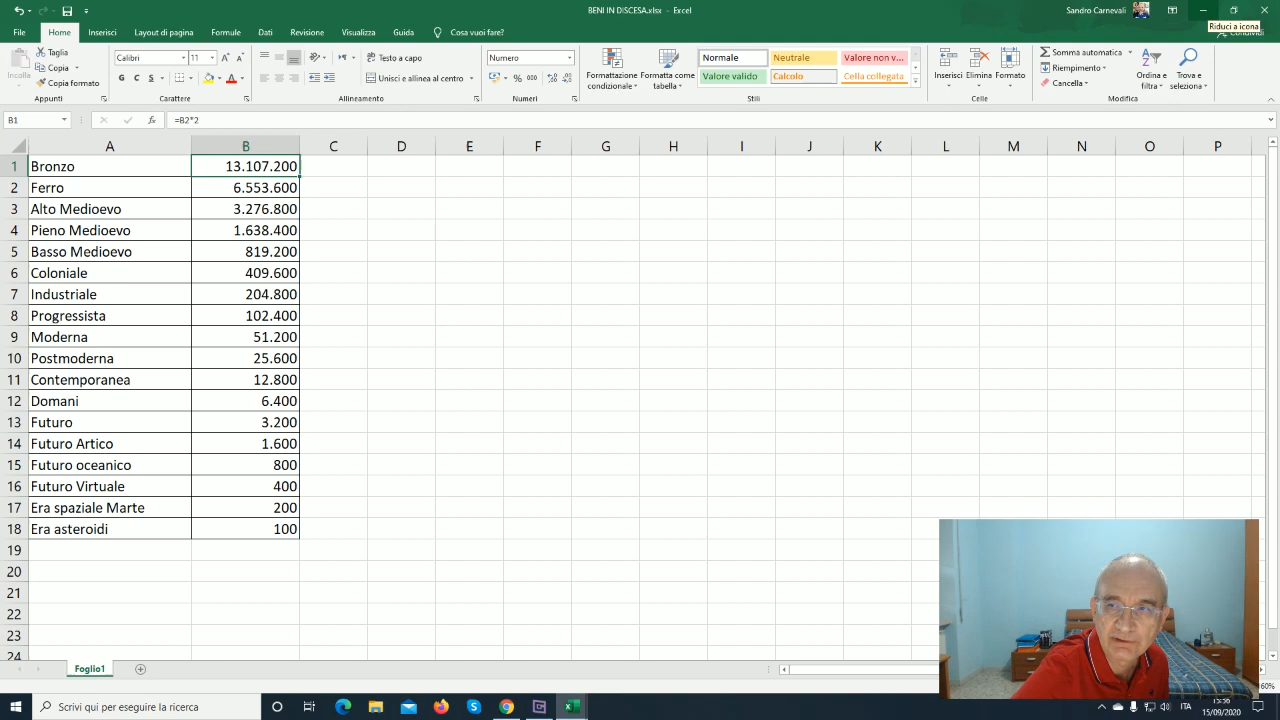 BENI IN DISCESA.xlsx - Excel
Sandro Carnevali
Riduci a icona
File Home Inserisci Layout di pagina Formule Dati Revisione Visualizza Guida Cosa vuoi fare?
Condividi
Incolla
Taglia
Copia
Copia formato
Appunti
Calibri 11
G C S
Carattere
Testo a capo
Unisci e allinea al centro
Allineamento
Numero
% 000
Numeri
Formattazione condizionale
Formatta come tabella
Normale Neutrale Valore non v...
Valore valido Calcolo Cella collegata
Stili
Inserisci Elimina Formato
Celle
Somma automatica
Riempimento
Cancella
Ordina e filtra
Trova e seleziona
Modifica
B1 fx =B2*2
A B C D E F G H I J K L M N O P
1 Bronzo 13.107.200
2 Ferro 6.553.600
3 Alto Medioevo 3.276.800
4 Pieno Medioevo 1.638.400
5 Basso Medioevo 819.200
6 Coloniale 409.600
7 Industriale 204.800
8 Progressista 102.400
9 Moderna 51.200
10 Postmoderna 25.600
11 Contemporanea 12.800
12 Domani 6.400
13 Futuro 3.200
14 Futuro Artico 1.600
15 Futuro oceanico 800
16 Futuro Virtuale 400
17 Era spaziale Marte 200
18 Era asteroidi 100
19
20
21
22
23
24
Foglio1
60%
Scrivi qui per eseguire la ricerca
ITA
15:36
15/09/2020